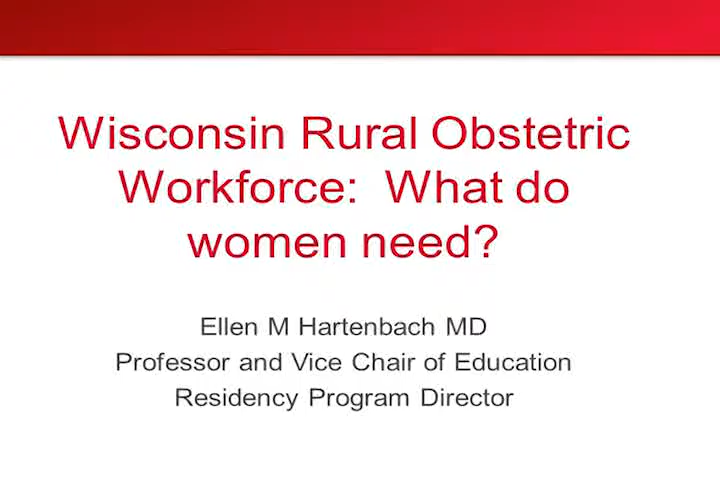 Wisconsin Rural Obstetric
Workforce: What do
women need?
Ellen M Hartenbach MD
Professor and Vice Chair of Education
Residency Program Director